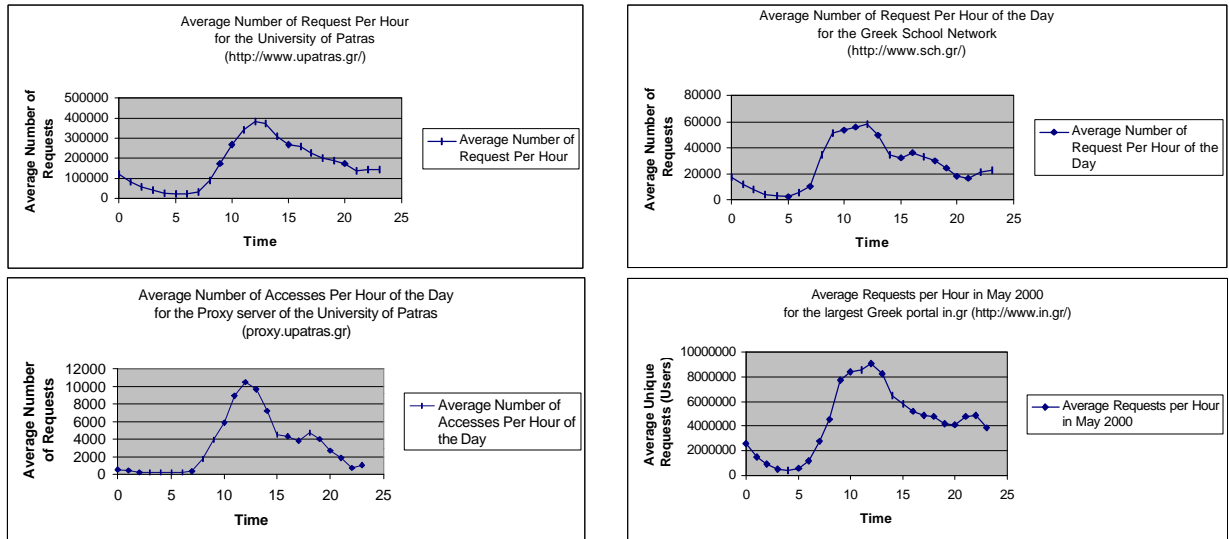 Average Number of Request Per Hour
for the University of Patras
(http://www.upatras.gr/)
Average Number of
Requests
500000
400000
300000
200000
100000
0
0 5 10 15 20 25
Time
Average Number of
Request Per Hour
Average Number of Request Per Hour of the Day
for the Greek School Network
(http://www.sch.gr/)
Average Number of
Requests
80000
60000
40000
20000
0
0 5 10 15 20 25
Time
Average Number of
Request Per Hour of the
Day
Average Number of Accesses Per Hour of the Day
for the Proxy server of the University of Patras
(proxy.upatras.gr)
Average Number
of Requests
12000
10000
8000
6000
4000
2000
0
0 5 10 15 20 25
Time
Average Number of
Accesses Per Hour of
the Day
Average Requests per Hour in May 2000
for the largest Greek portal in.gr (http://www.in.gr/)
Average Unique
Requests (Users)
10000000
8000000
6000000
4000000
2000000
0
0 5 10 15 20 25
Time
Average Requests per Hour
in May 2000